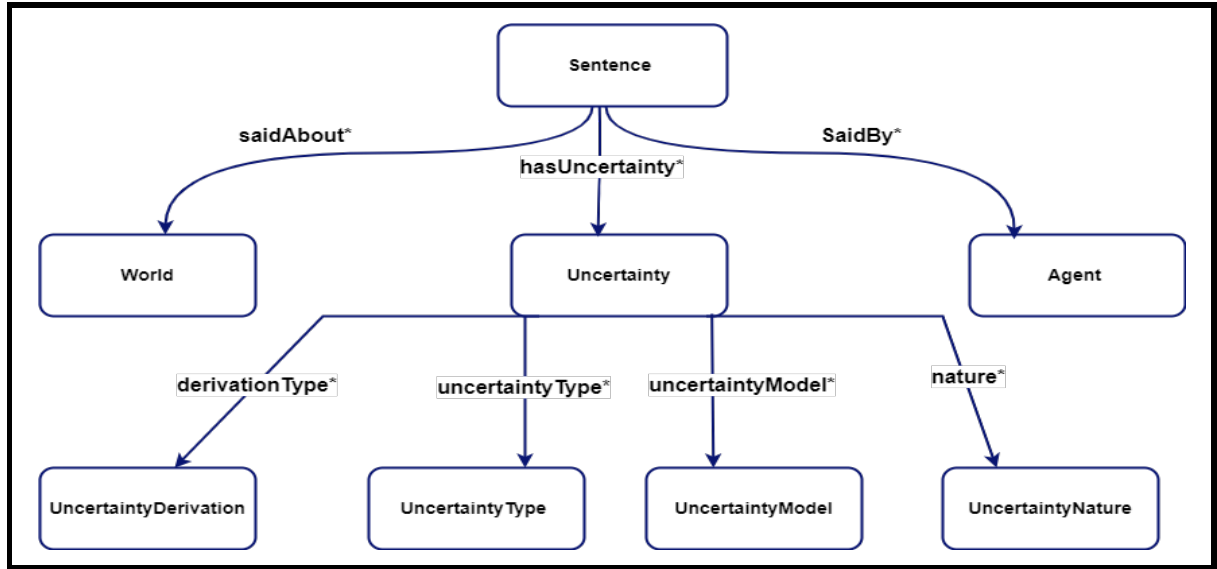 Sentence
saidAbout*
SaidBy*
hasUncertainty*
World
Uncertainty
Agent
derivationType*
uncertaintyType*
uncertaintyModel*
nature*
UncertaintyDerivation
UncertaintyType
UncertaintyModel
UncertaintyNature